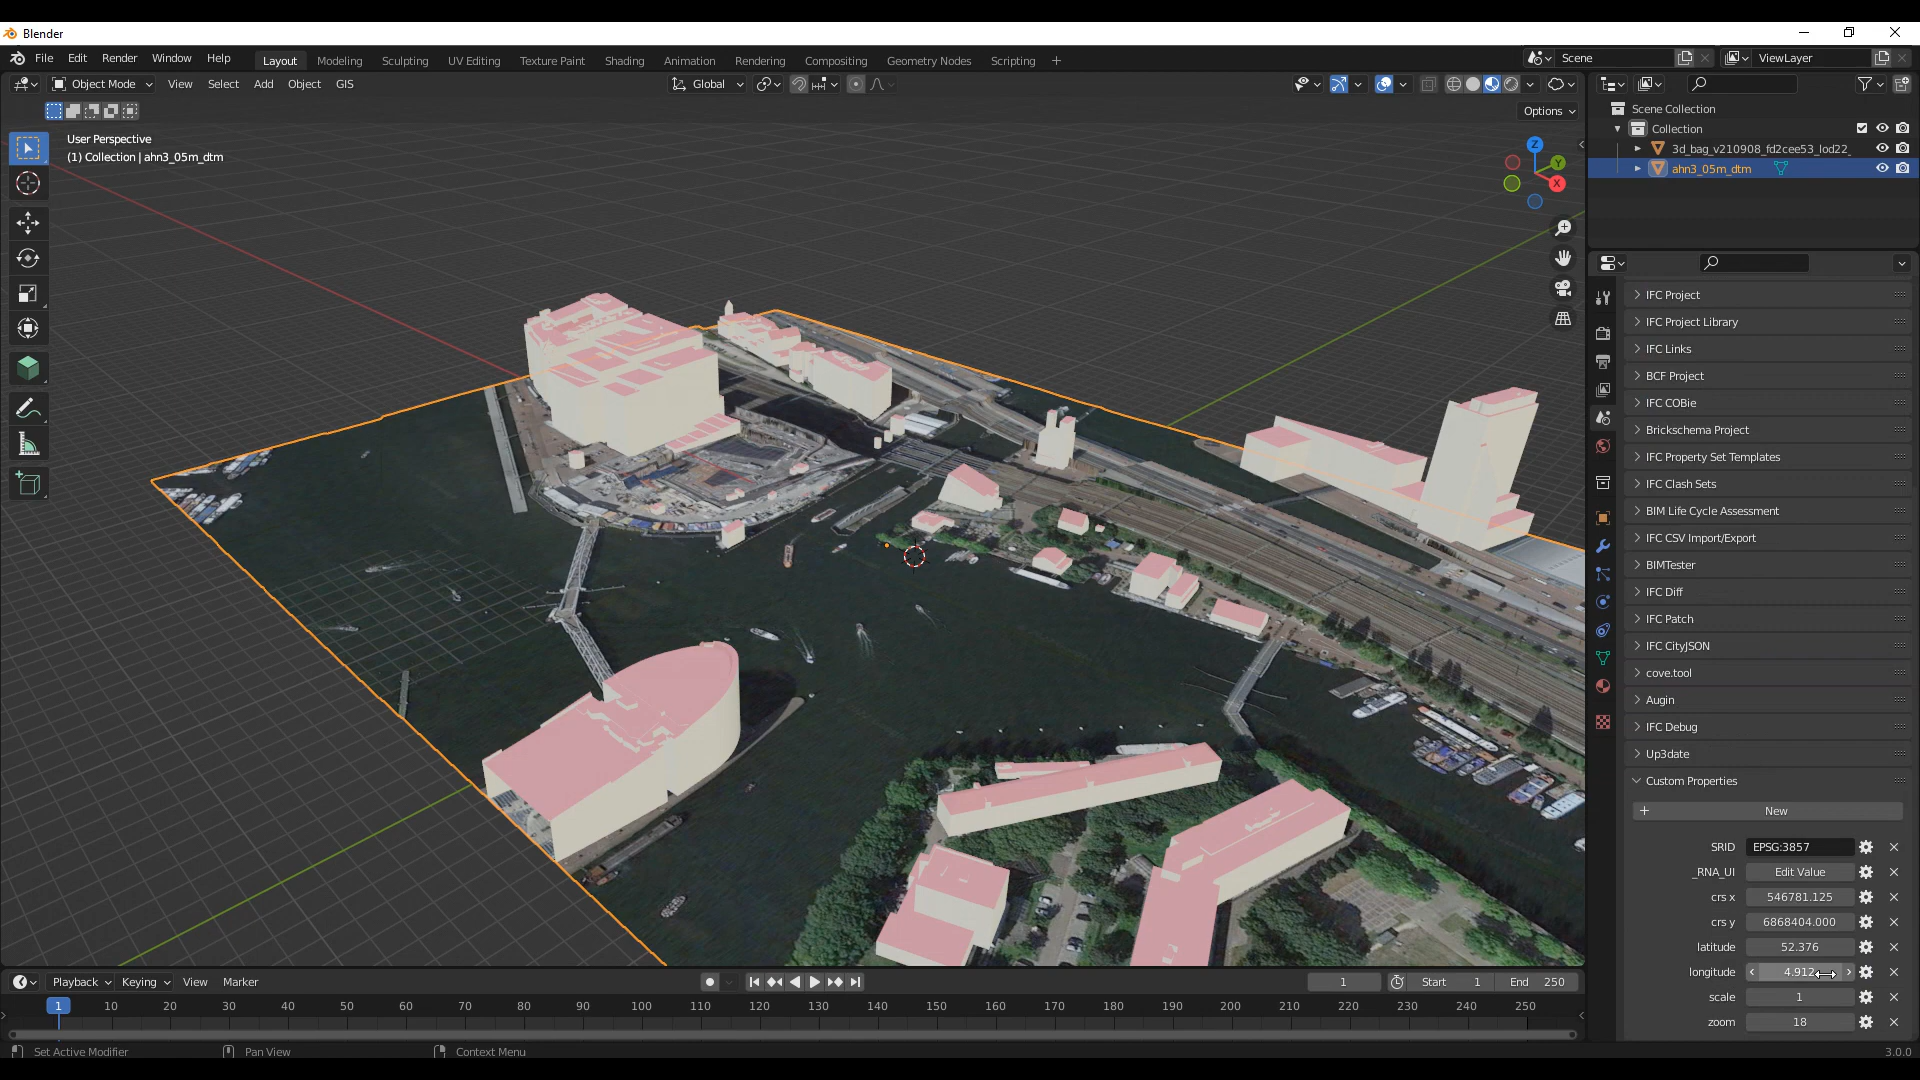 Blender
File Edit Render Window Help Layout Modeling Sculpting UV Editing Texture Paint Shading Animation Rendering Compositing Geometry Nodes Scripting + Scene ViewLayer
Object Mode View Select Add Object GIS Global
Options
User Perspective
(1) Collection | ahn3_05m_dtm
Z
Y
X
Scene Collection
Collection
3d_bag_v210908_fd2cee53_lod22_
ahn3_05m_dtm
IFC Project
IFC Project Library
IFC Links
BCF Project
IFC COBie
Brickschema Project
IFC Property Set Templates
IFC Clash Sets
BIM Life Cycle Assessment
IFC CSV Import/Export
BIMTester
IFC Diff
IFC Patch
IFC CityJSON
cove.tool
Augin
IFC Debug
Up3date
Custom Properties
+ New
SRID EPSG:3857
_RNA_UI Edit Value
crs x 546781.125
crs y 6868404.000
latitude 52.376
longitude 4.912
scale 1
zoom 18
Playback Keying View Marker 1 Start 1 End 250
1 10 20 30 40 50 60 70 80 90 100 110 120 130 140 150 160 170 180 190 200 210 220 230 240 250
Set Active Modifier Pan View Context Menu 3.0.0